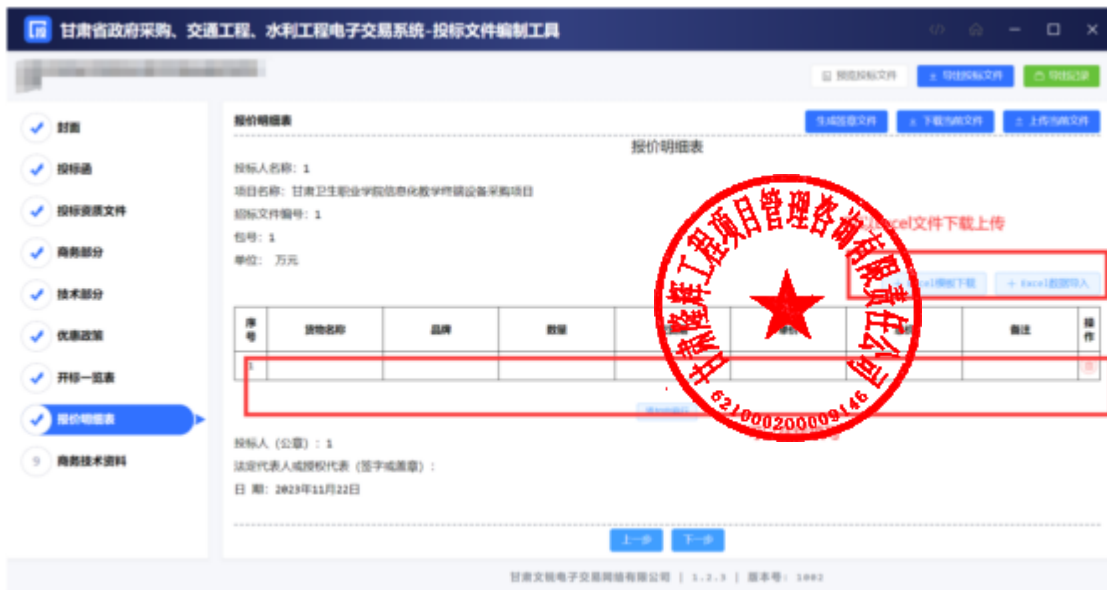 甘肃省政府采购、交通工程、水利工程电子交易系统-投标文件编制工具
预览投标文件
导出投标文件
导出记录
封面
投标函
投标资质文件
商务部分
技术部分
优惠政策
开标一览表
报价明细表
9 商务技术资料
报价明细表
生成签章文件
下载当前文件
上传当前文件
报价明细表
投标人名称：1
项目名称：甘肃卫生职业学院信息化教学终端设备采购项目
招标文件编号：1
包号：1
单位： 万元
Excel文件下载上传
Excel模板下载
+ Excel数据导入
序号 货物名称 品牌 数量 备注 操作
1
投标人（公章）：1
法定代表人或授权代表（签字或盖章）：
日 期：2023年11月22日
上一步
下一步
甘肃文锐电子交易网络有限公司 | 1.2.3 | 版本号：1002
甘肃隆辉工程项目管理咨询有限责任公司
621000200009146